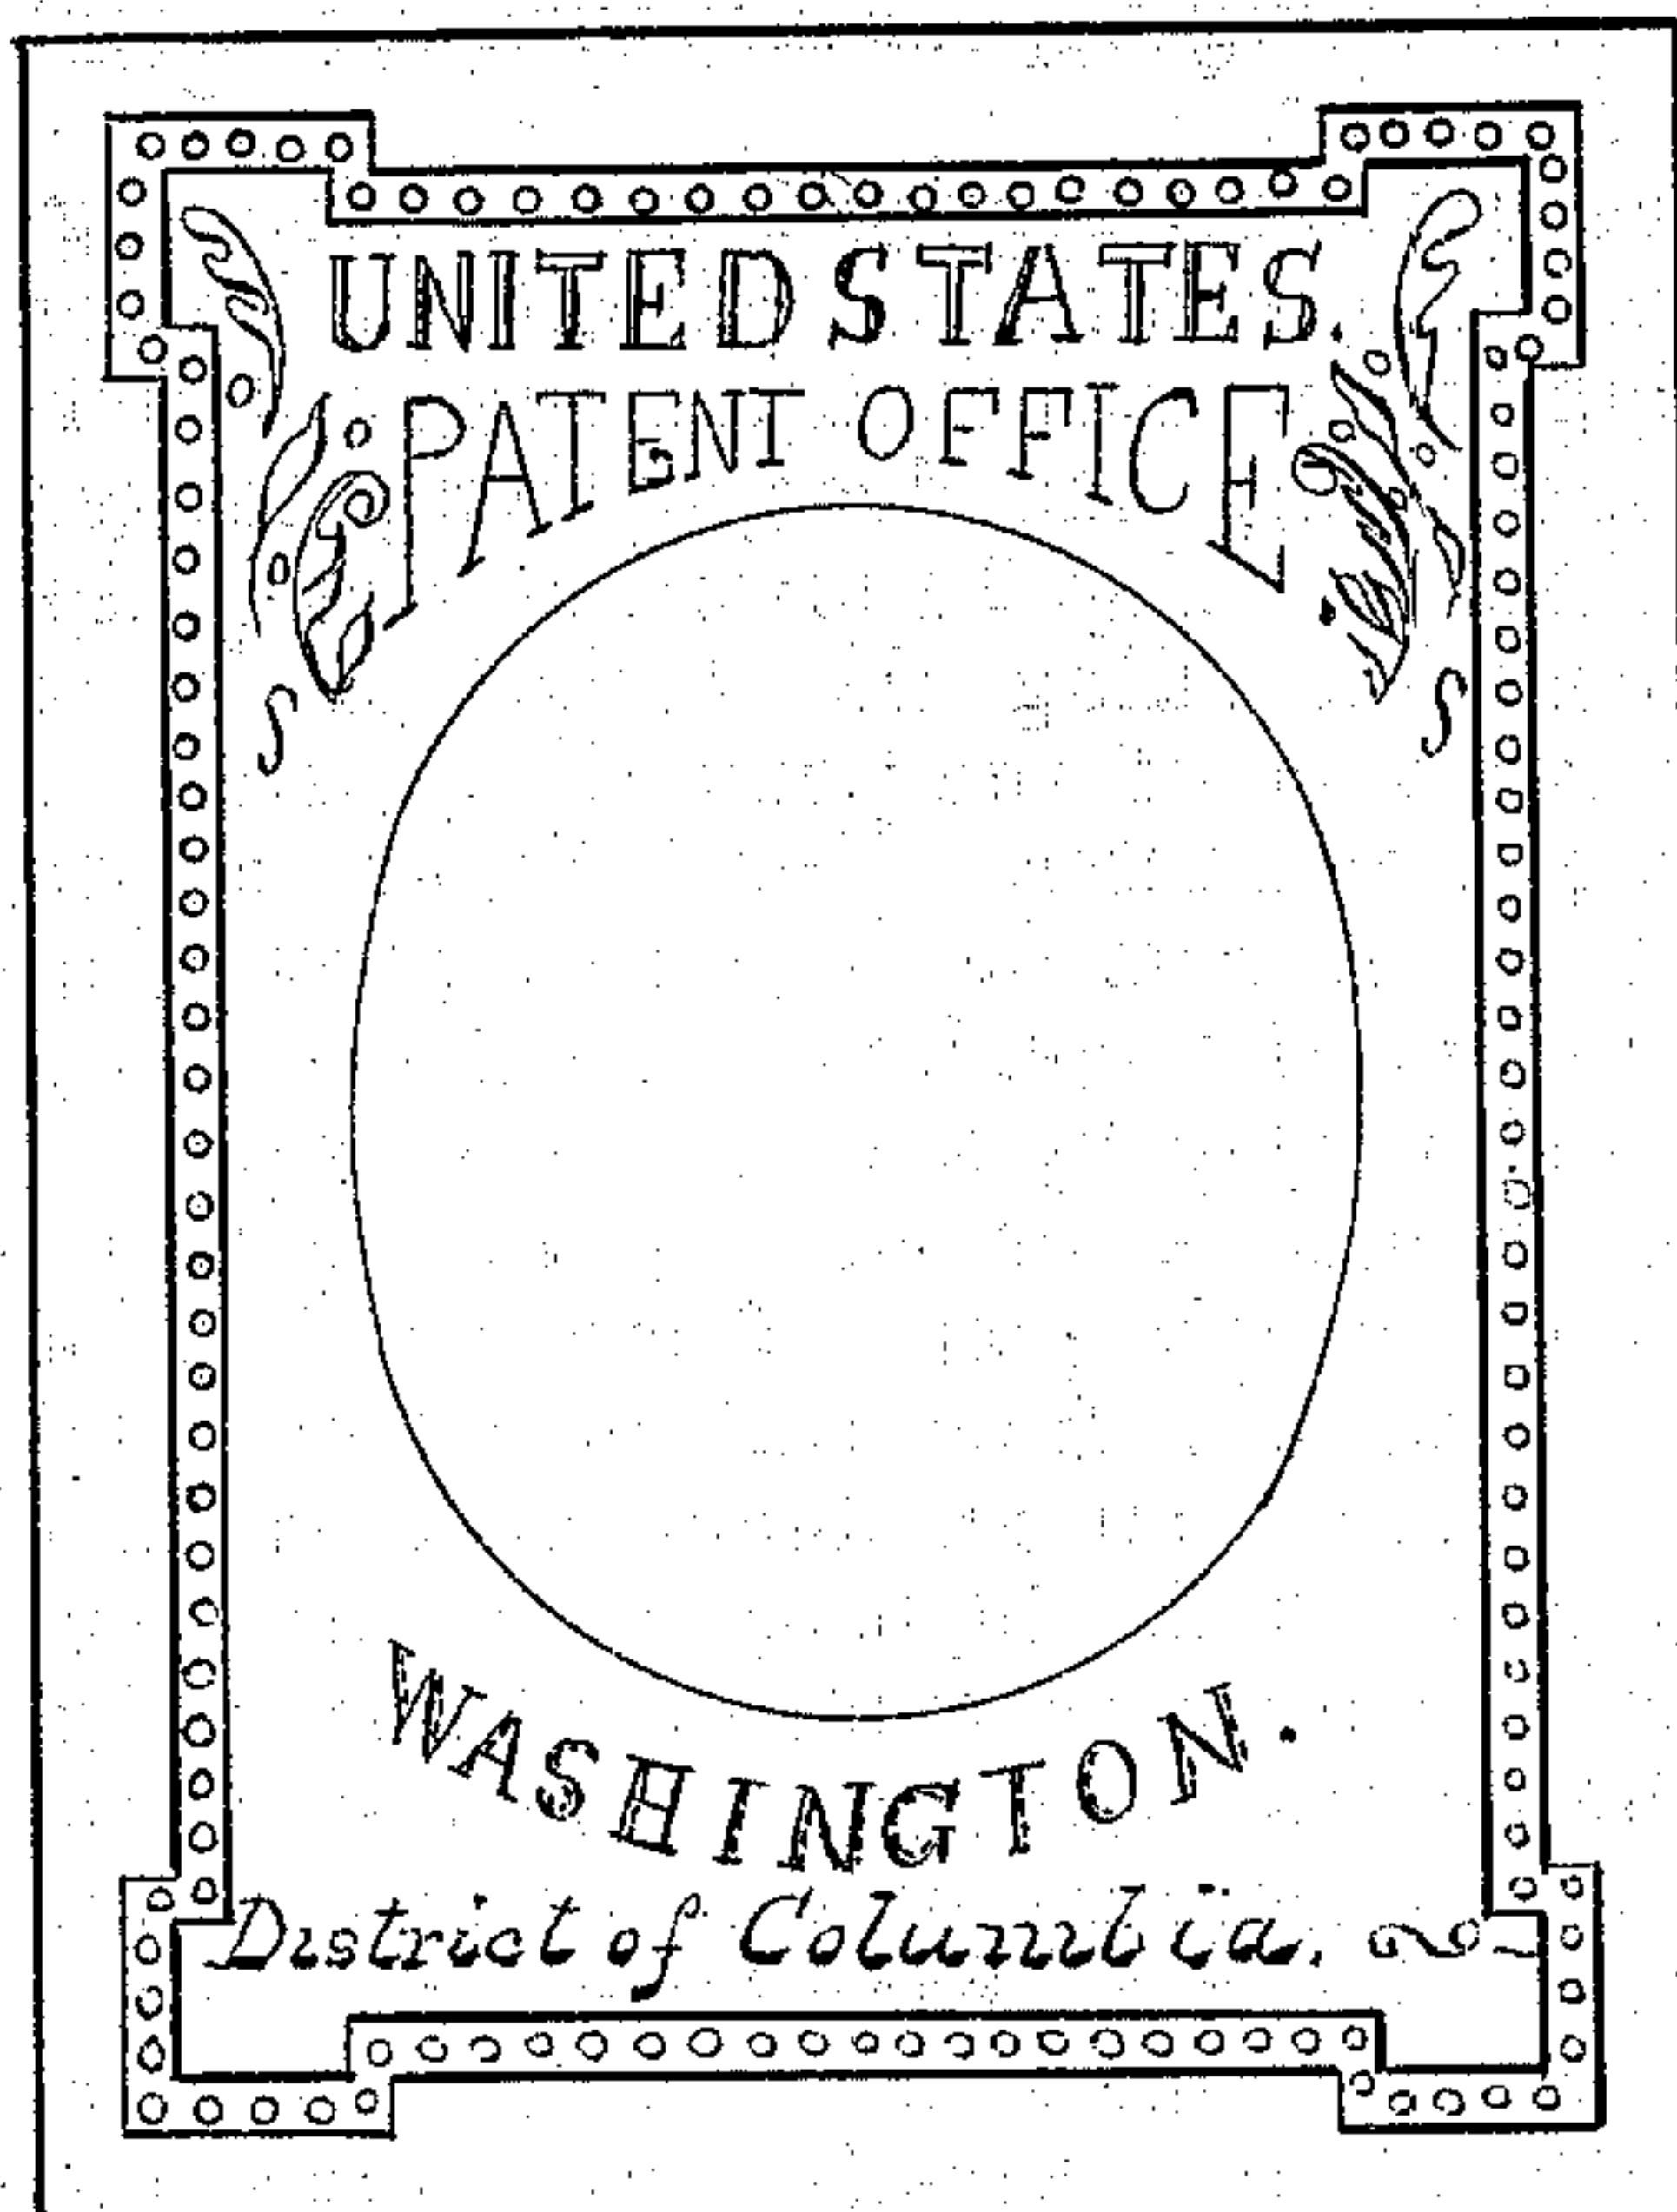 UNITED STATES.
PATENT OFFICE.
S S
WASHINGTON.
District of Columbia.